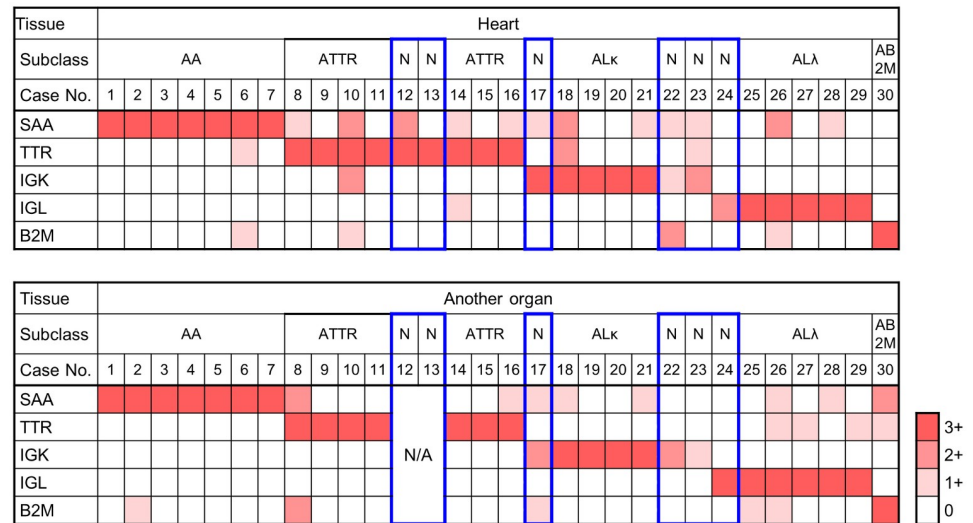 Tissue Heart
Subclass AA ATTR N N ATTR N ALκ N N N ALλ AB 2M
Case No. 1 2 3 4 5 6 7 8 9 10 11 12 13 14 15 16 17 18 19 20 21 22 23 24 25 26 27 28 29 30
SAA
TTR
IGK
IGL
B2M
Tissue Another organ
Subclass AA ATTR N N ATTR N ALκ N N N ALλ AB 2M
Case No. 1 2 3 4 5 6 7 8 9 10 11 12 13 14 15 16 17 18 19 20 21 22 23 24 25 26 27 28 29 30
SAA
TTR 3+
IGK N/A 2+
IGL 1+
B2M 0